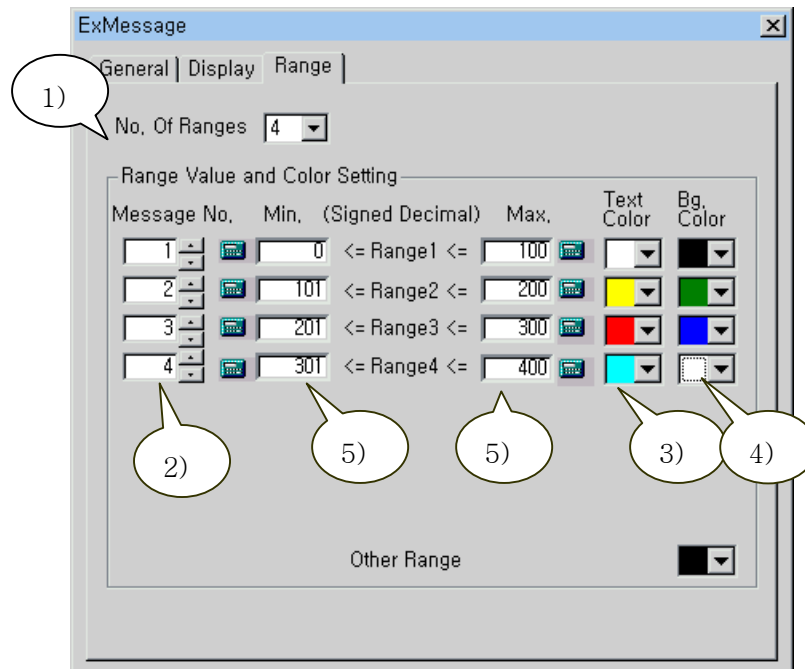 ExMessage
General Display Range
1)
No. Of Ranges 4
Range Value and Color Setting
Message No. Min. (Signed Decimal) Max. Text Color Bg. Color
1 0 <= Range1 <= 100
2 101 <= Range2 <= 200
3 201 <= Range3 <= 300
4 301 <= Range4 <= 400
2) 5) 5) 3) 4)
Other Range